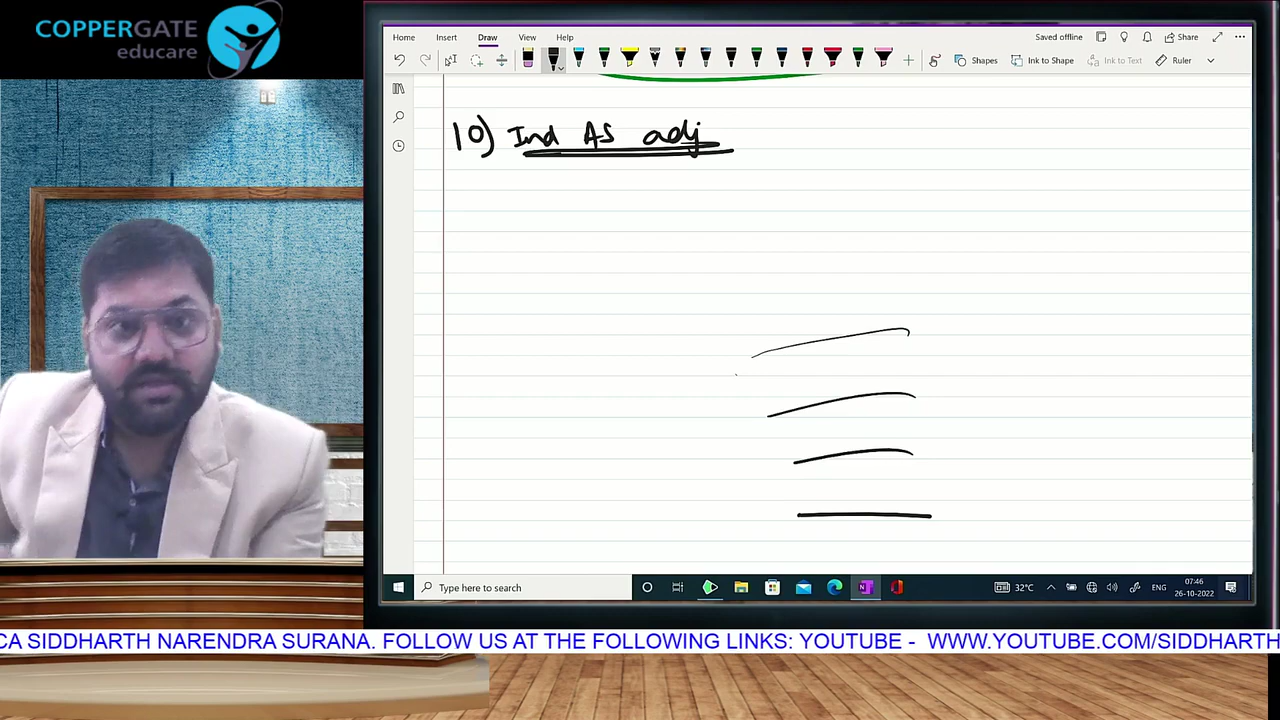 COPPERGATE
educare
Home Insert Draw View Help
Saved offline Share
Shapes Ink to Shape Ink to Text Ruler
10) Ind AS adj
Type here to search
32°C ENG 07:46
26-10-2022
CA SIDDHARTH NARENDRA SURANA. FOLLOW US AT THE FOLLOWING LINKS: YOUTUBE - WWW.YOUTUBE.COM/SIDDHARTH